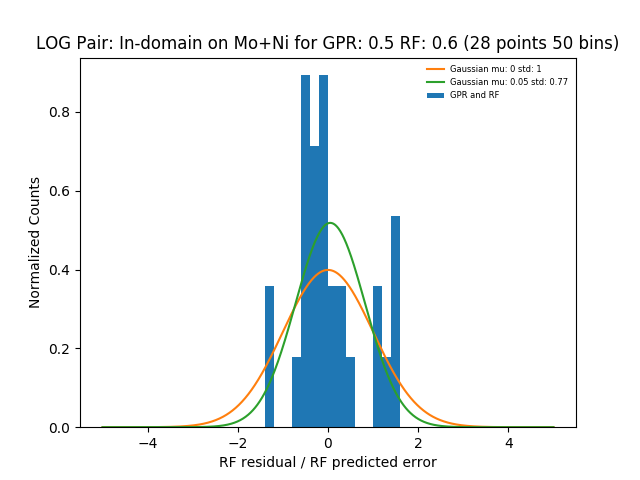 LOG Pair: In-domain on Mo+Ni for GPR: 0.5 RF: 0.6 (28 points 50 bins)
Gaussian mu: 0 std: 1
Gaussian mu: 0.05 std: 0.77
GPR and RF
Normalized Counts
0.8
0.6
0.4
0.2
0.0
−4 −2 0 2 4
RF residual / RF predicted error